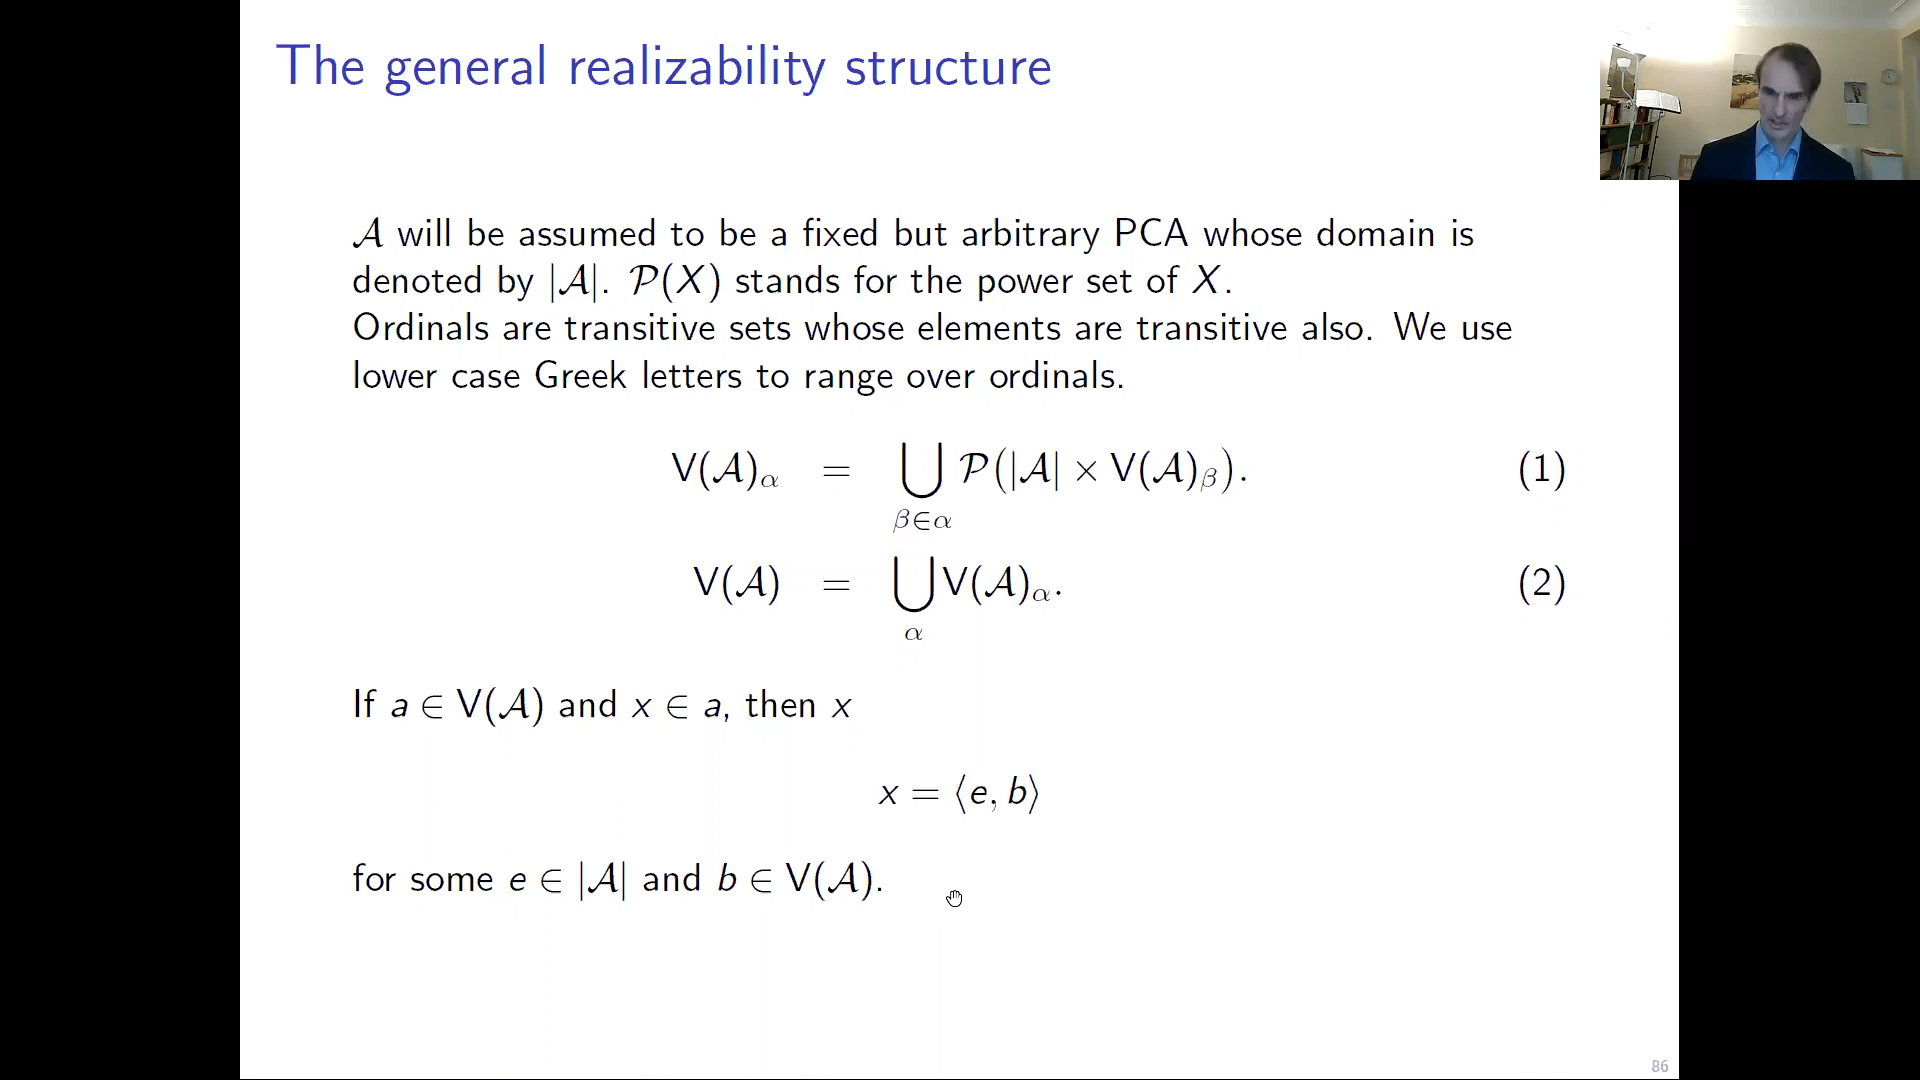 The general realizability structure
𝒜 will be assumed to be a fixed but arbitrary PCA whose domain is
denoted by |𝒜|. 𝒫(X) stands for the power set of X.
Ordinals are transitive sets whose elements are transitive also. We use
lower case Greek letters to range over ordinals.
V(𝒜)_α = ⋃_{β∈α} 𝒫(|𝒜| × V(𝒜)_β). (1)
V(𝒜) = ⋃_α V(𝒜)_α. (2)
If a ∈ V(𝒜) and x ∈ a, then x
x = ⟨e, b⟩
for some e ∈ |𝒜| and b ∈ V(𝒜).
86